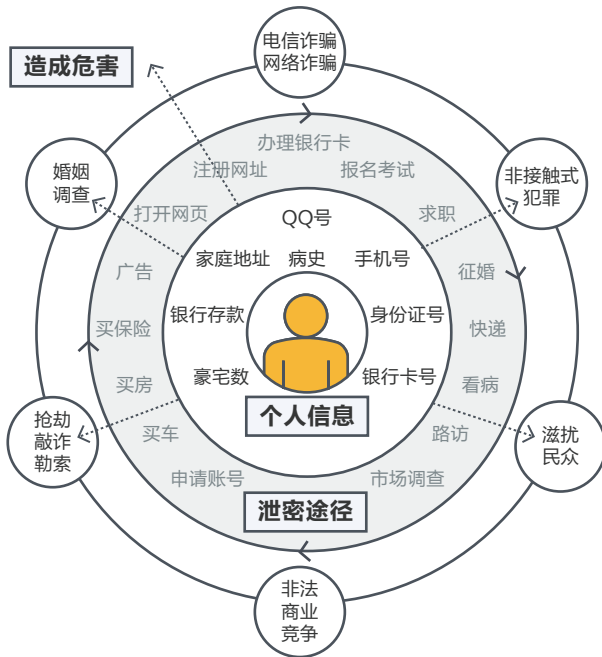 电信诈骗
网络诈骗
造成危害
办理银行卡
注册网址
报名考试
婚姻
调查
非接触式
犯罪
打开网页
QQ号
求职
家庭地址
病史
手机号
广告
征婚
银行存款
身份证号
买保险
快递
豪宅数
银行卡号
买房
看病
个人信息
抢劫
敲诈
勒索
买车
路访
滋扰
民众
申请账号
市场调查
泄密途径
非法
商业
竞争